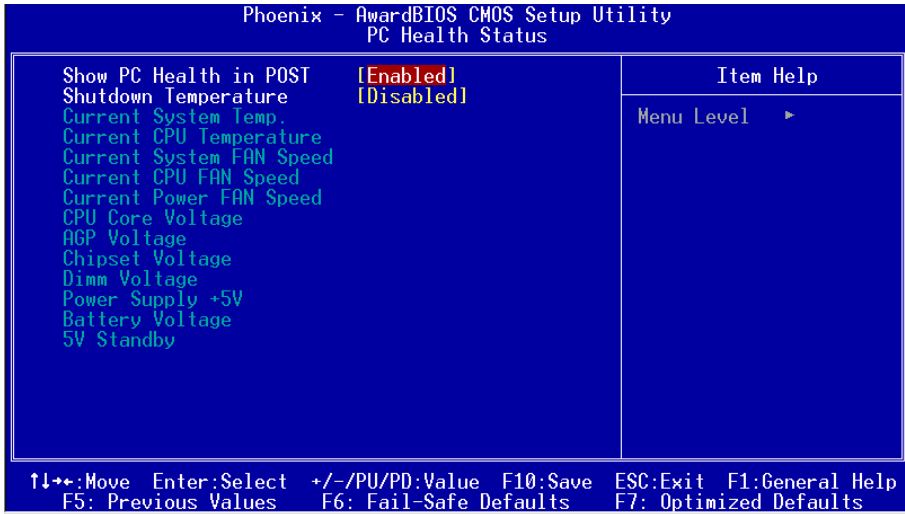 Phoenix - AwardBIOS CMOS Setup Utility
PC Health Status
Show PC Health in POST [Enabled]
Shutdown Temperature [Disabled]
Current System Temp.
Current CPU Temperature
Current System FAN Speed
Current CPU FAN Speed
Current Power FAN Speed
CPU Core Voltage
AGP Voltage
Chipset Voltage
Dimm Voltage
Power Supply +5V
Battery Voltage
5V Standby
Item Help
Menu Level ►
↑↓→←:Move Enter:Select +/-/PU/PD:Value F10:Save ESC:Exit F1:General Help
F5: Previous Values F6: Fail-Safe Defaults F7: Optimized Defaults